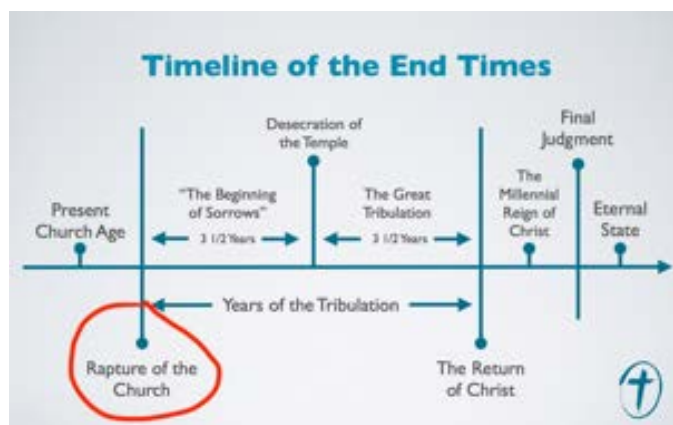 Timeline of the End Times
Desecration of
the Temple
Final
Judgment
"The Beginning
of Sorrows"
3 1/2 Years
The Great
Tribulation
3 1/2 Years
The
Millennial
Reign of
Christ
Present
Church Age
Eternal
State
Years of the Tribulation
Rapture of the
Church
The Return
of Christ